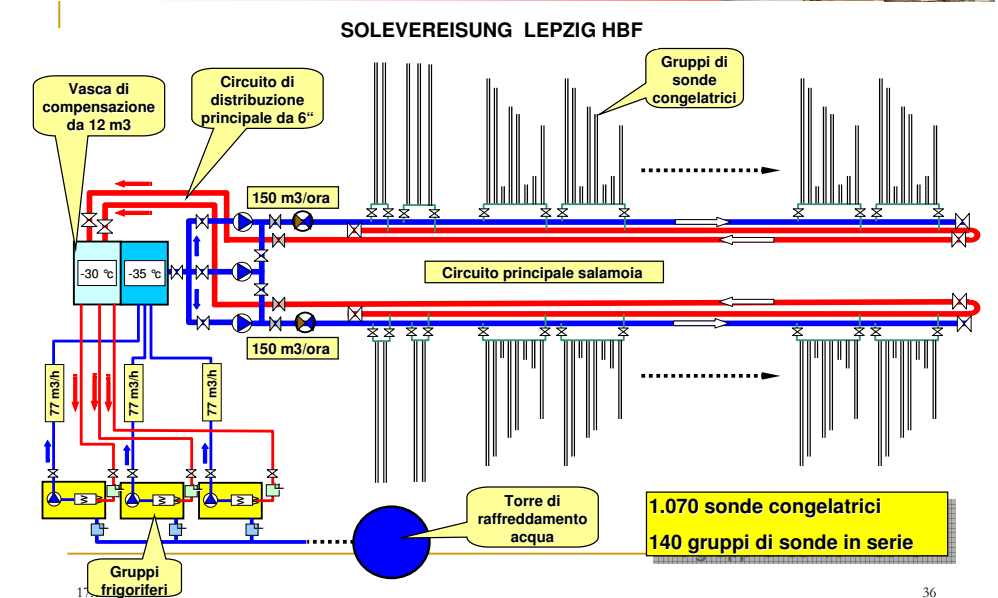 SOLEVEREISUNG LEPZIG HBF
Vasca di
compensazione
da 12 m3
Circuito di
distribuzione
principale da 6“
Gruppi di
sonde
congelatrici
150 m3/ora
-30 °c
-35 °c
Circuito principale salamoia
150 m3/ora
77 m3/h
77 m3/h
77 m3/h
W
W
W
Torre di
raffreddamento
acqua
1.070 sonde congelatrici
140 gruppi di sonde in serie
Gruppi
frigoriferi
36